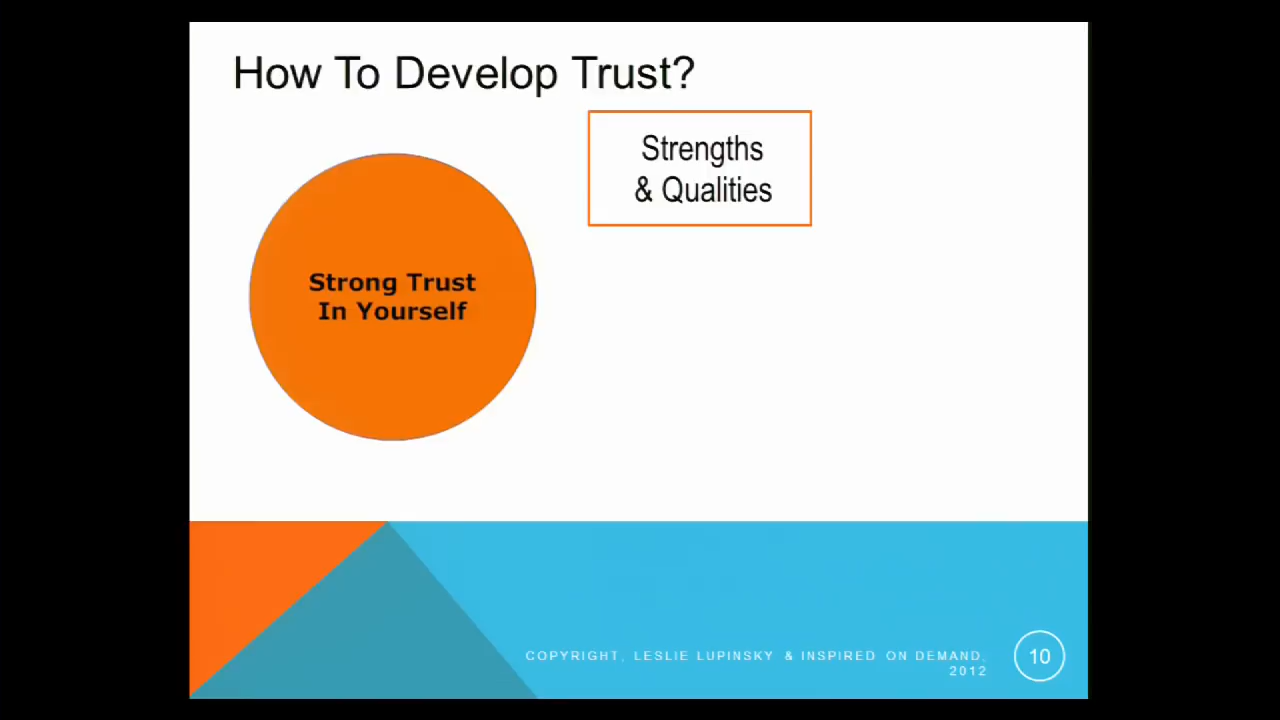 How To Develop Trust?
Strengths
& Qualities
Strong Trust
In Yourself
COPYRIGHT, LESLIE LUPINSKY & INSPIRED ON DEMAND,
2012
10